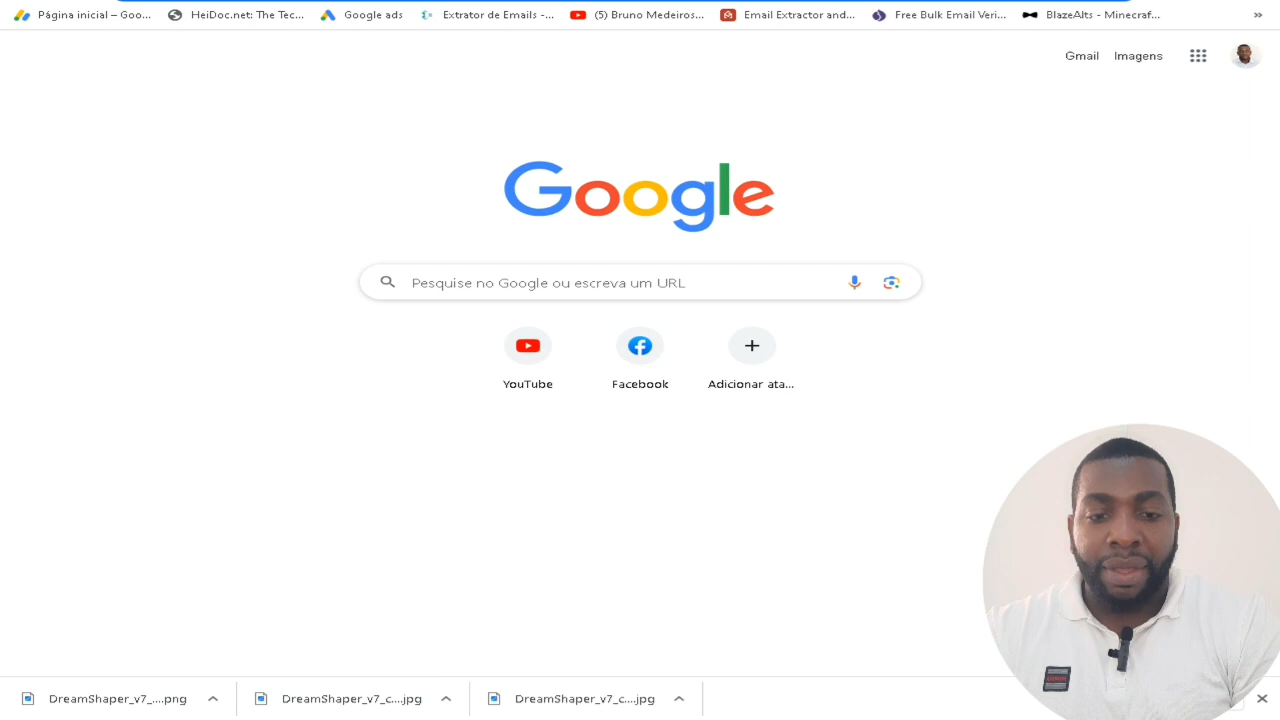 Página inicial – Goo...
HeiDoc.net: The Tec...
Google ads
Extrator de Emails -...
(5) Bruno Medeiros...
Email Extractor and...
Free Bulk Email Veri...
BlazeAlts - Minecraf...
»
Gmail
Imagens
Google
Pesquise no Google ou escreva um URL
YouTube
Facebook
Adicionar ata...
DreamShaper_v7_....png
DreamShaper_v7_c....jpg
DreamShaper_v7_c....jpg